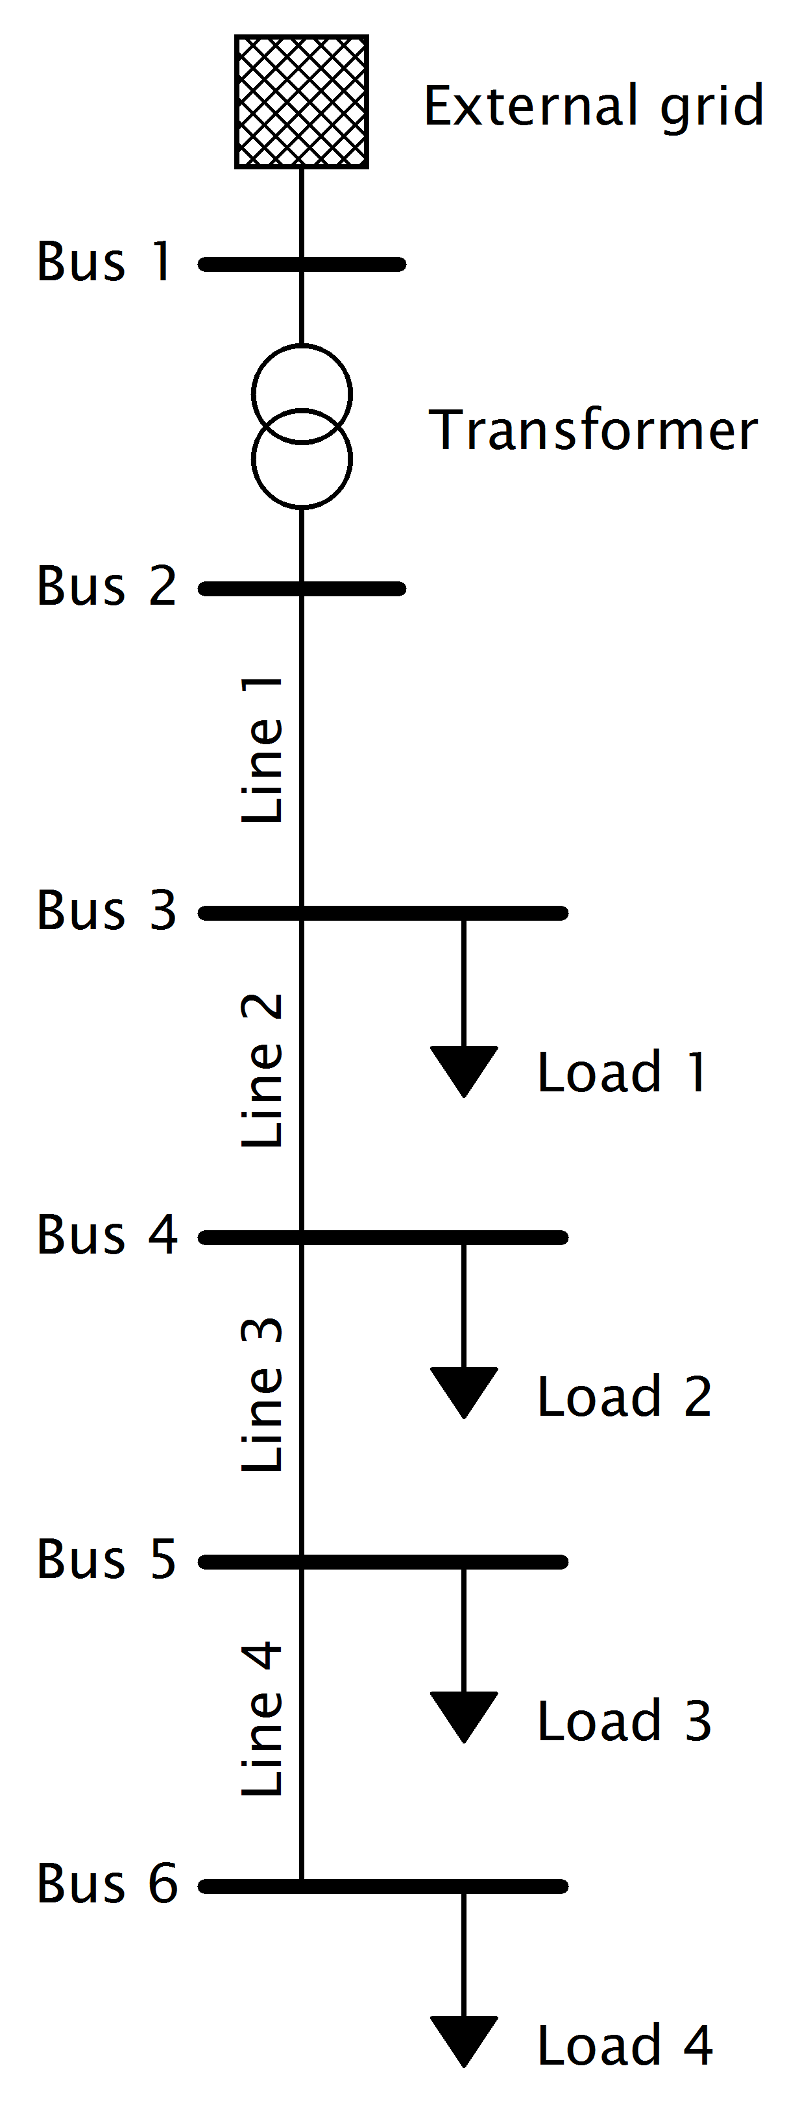 External grid
Bus 1
Transformer
Bus 2
Line 1
Bus 3
Line 2
Load 1
Bus 4
Line 3
Load 2
Bus 5
Line 4
Load 3
Bus 6
Load 4